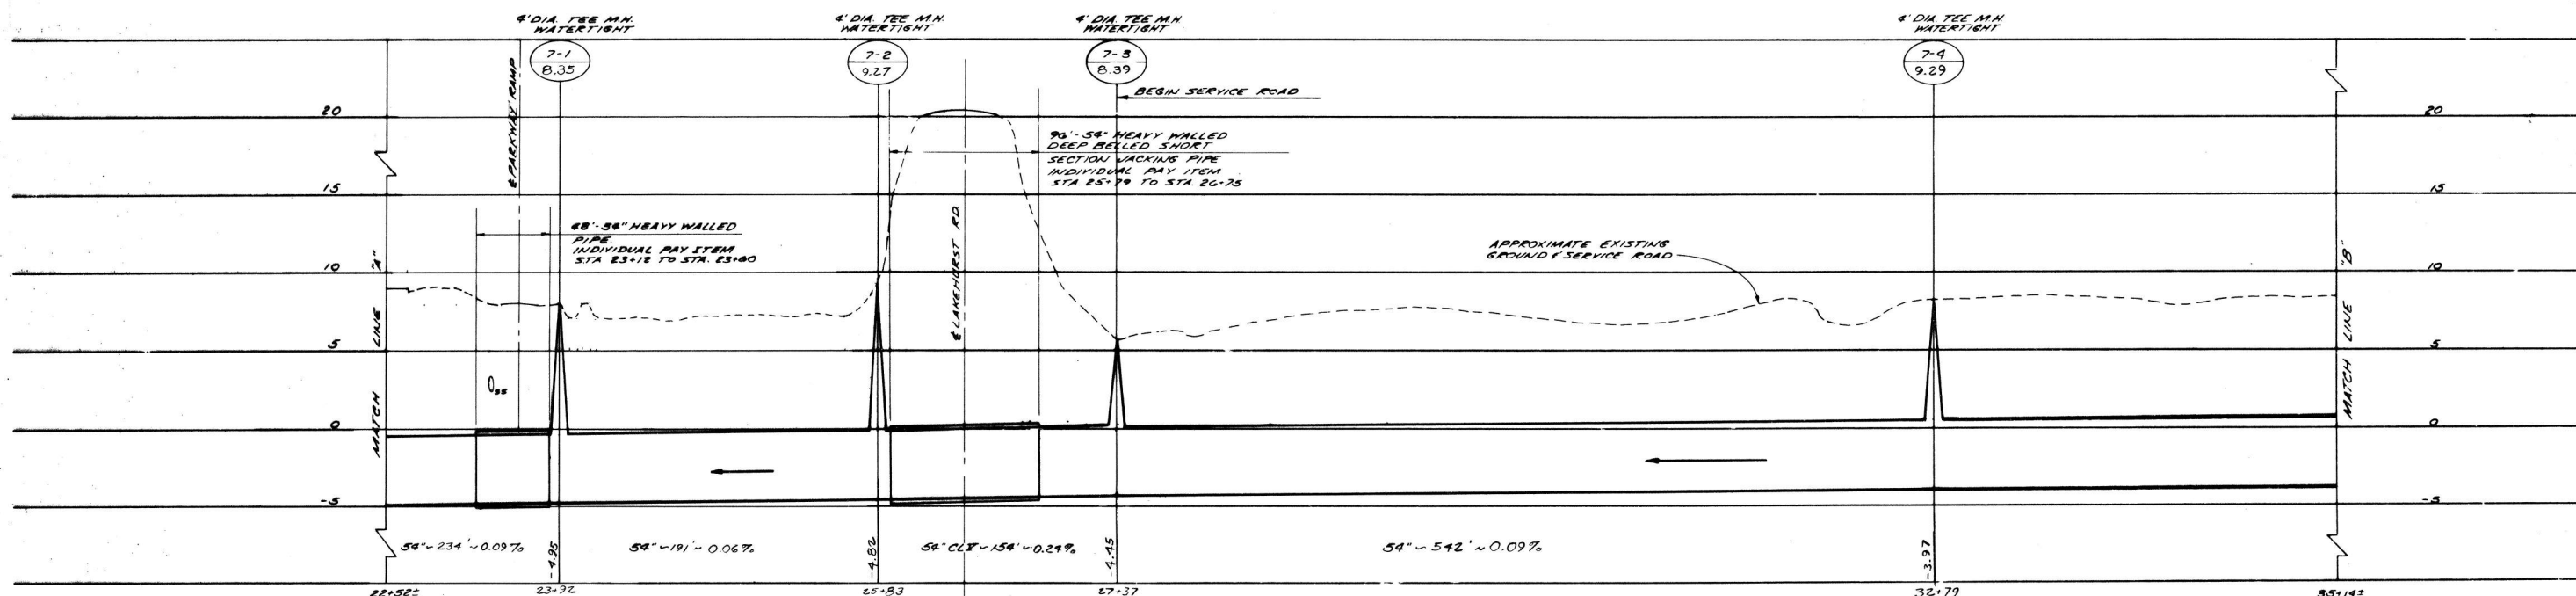 4' DIA. TEE M.H.
WATERTIGHT
4' DIA. TEE M.H.
WATERTIGHT
4' DIA. TEE M.H.
WATERTIGHT
4' DIA. TEE M.H.
WATERTIGHT
7-1
8.35
7-2
9.27
7-3
8.39
7-4
9.29
BEGIN SERVICE ROAD
℄ PARKWAY RAMP
℄ LAKEHURST RD.
96'-54" HEAVY WALLED
DEEP BELLED SHORT
SECTION JACKING PIPE
INDIVIDUAL PAY ITEM
STA. 25+79 TO STA. 26+75
48'-54" HEAVY WALLED
PIPE.
INDIVIDUAL PAY ITEM
STA. 23+12 TO STA. 23+60
APPROXIMATE EXISTING
GROUND & SERVICE ROAD
20
15
10
5
0
-5
20
15
10
5
0
-5
MATCH LINE "A"
MATCH LINE "B"
SS
54"~234'~0.09%
-4.95
54"~191'~0.06%
-4.82
54" CL V~154'~0.24%
-4.45
54"~542'~0.09%
-3.97
22+52±
23+92
25+83
27+37
32+79
35+14±